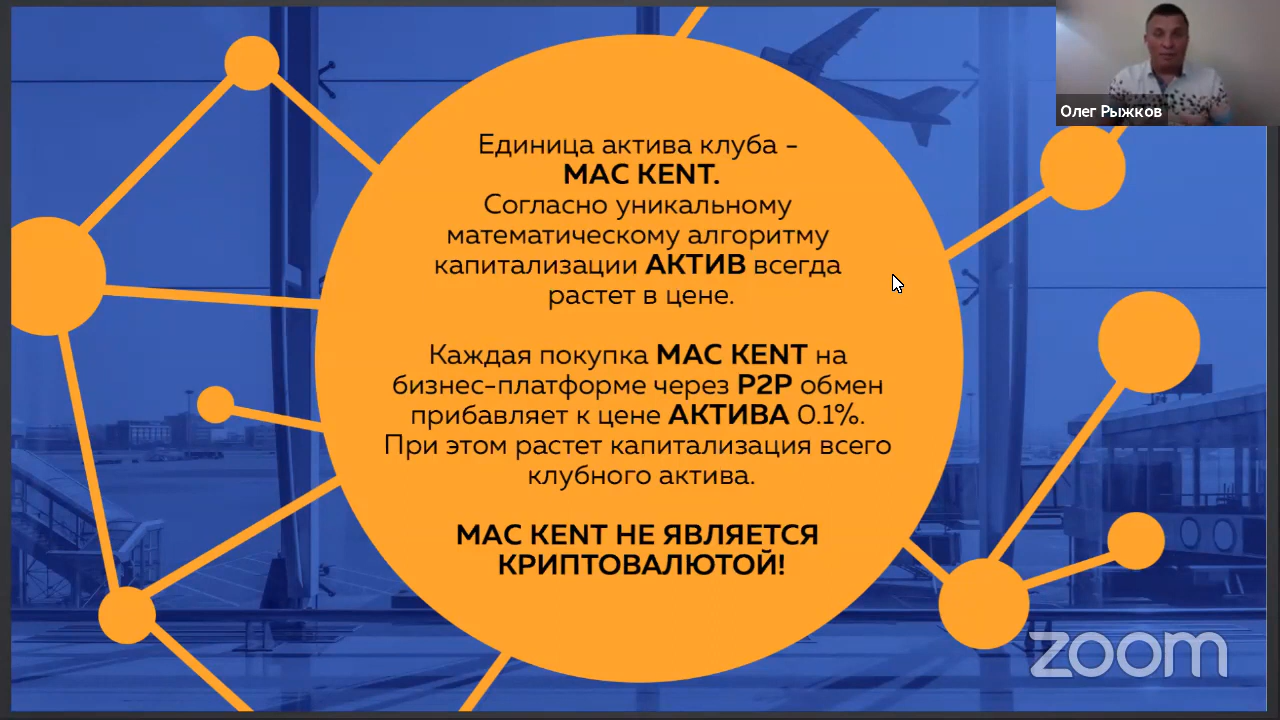 Олег Рыжков
Единица актива клуба -
MAC KENT.
Согласно уникальному
математическому алгоритму
капитализации АКТИВ всегда
растет в цене.
Каждая покупка MAC KENT на
бизнес-платформе через P2P обмен
прибавляет к цене АКТИВА 0.1%.
При этом растет капитализация всего
клубного актива.
MAC KENT НЕ ЯВЛЯЕТСЯ
КРИПТОВАЛЮТОЙ!
zoom